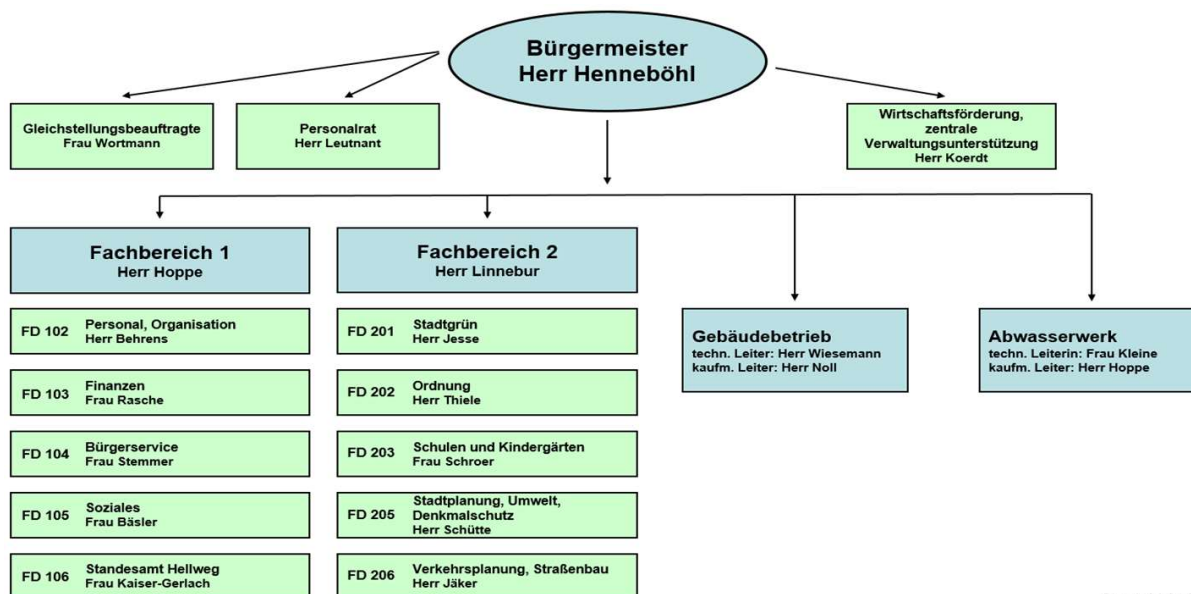 Bürgermeister
Herr Henneböhl
Gleichstellungsbeauftragte
Frau Wortmann
Personalrat
Herr Leutnant
Wirtschaftsförderung,
zentrale
Verwaltungsunterstützung
Herr Koerdt
Fachbereich 1
Herr Hoppe
FD 102 Personal, Organisation
Herr Behrens
FD 103 Finanzen
Frau Rasche
FD 104 Bürgerservice
Frau Stemmer
FD 105 Soziales
Frau Bäsler
FD 106 Standesamt Hellweg
Frau Kaiser-Gerlach
Fachbereich 2
Herr Linnebur
FD 201 Stadtgrün
Herr Jesse
FD 202 Ordnung
Herr Thiele
FD 203 Schulen und Kindergärten
Frau Schroer
FD 205 Stadtplanung, Umwelt,
Denkmalschutz
Herr Schütte
FD 206 Verkehrsplanung, Straßenbau
Herr Jäker
Gebäudebetrieb
techn. Leiter: Herr Wiesemann
kaufm. Leiter: Herr Noll
Abwasserwerk
techn. Leiterin: Frau Kleine
kaufm. Leiter: Herr Hoppe